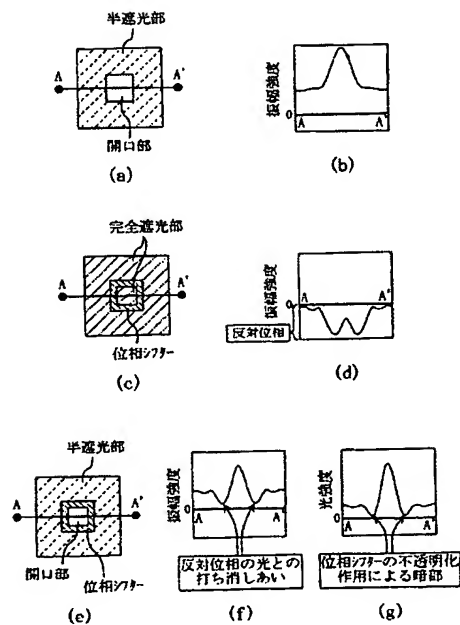 半遮光部
A
A'
開口部
(a)
振幅強度
0
A
A'
(b)
完全遮光部
A
A'
位相シフター
(c)
振幅強度
0
A
A'
反対位相
(d)
半遮光部
A
A'
開口部
位相シフター
(e)
振幅強度
0
A
A'
反対位相の光との
打ち消しあい
(f)
光強度
0
A
A'
位相シフターの不透明化
作用による暗部
(g)